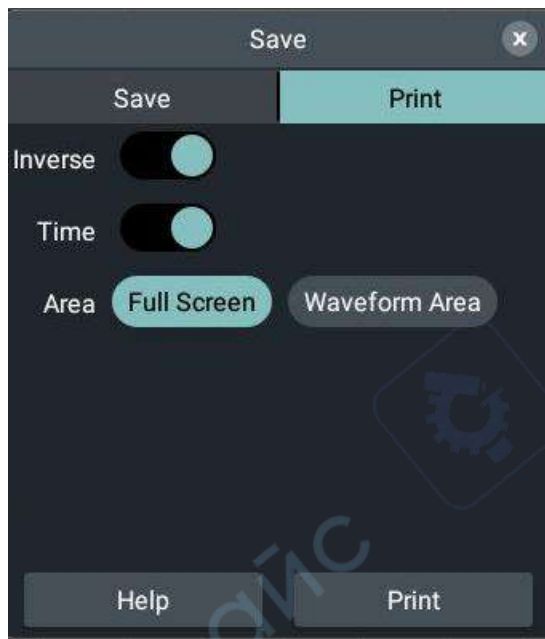 Save
x
Save Print
Inverse
Time
Area Full Screen Waveform Area
Help Print